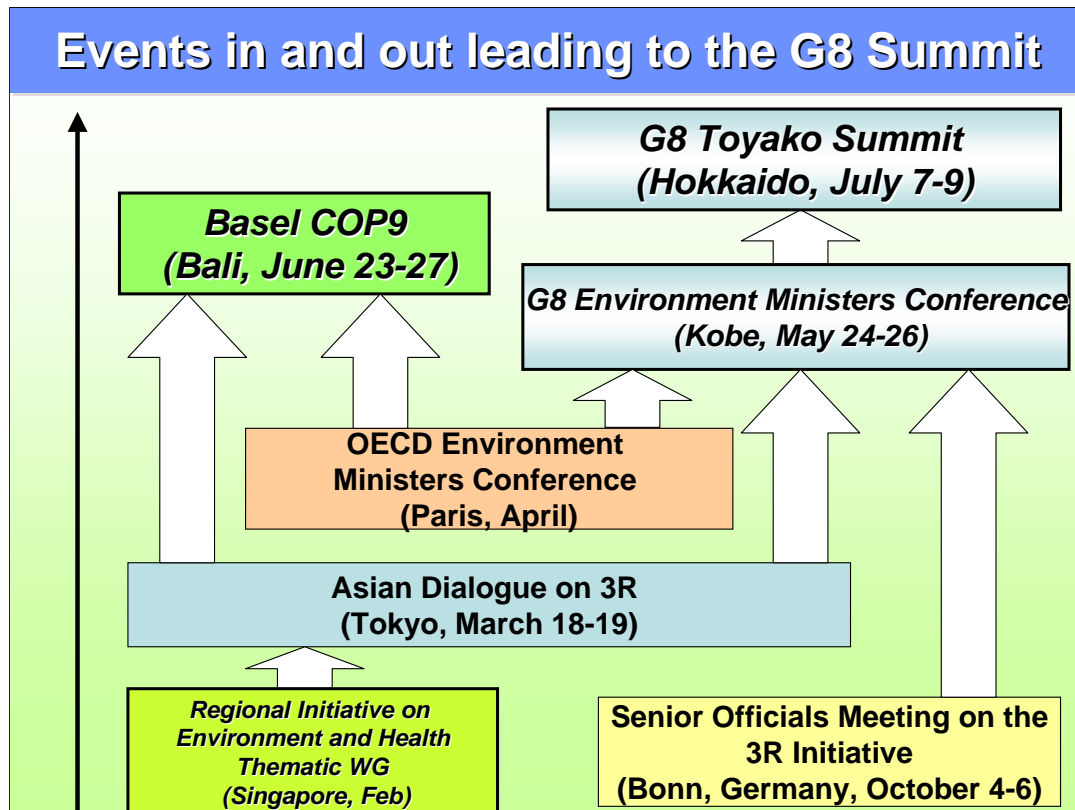 Events in and out leading to the G8 Summit
G8 Toyako Summit
(Hokkaido, July 7-9)
Basel COP9
(Bali, June 23-27)
G8 Environment Ministers Conference
(Kobe, May 24-26)
OECD Environment
Ministers Conference
(Paris, April)
Asian Dialogue on 3R
(Tokyo, March 18-19)
Regional Initiative on
Environment and Health
Thematic WG
(Singapore, Feb)
Senior Officials Meeting on the
3R Initiative
(Bonn, Germany, October 4-6)